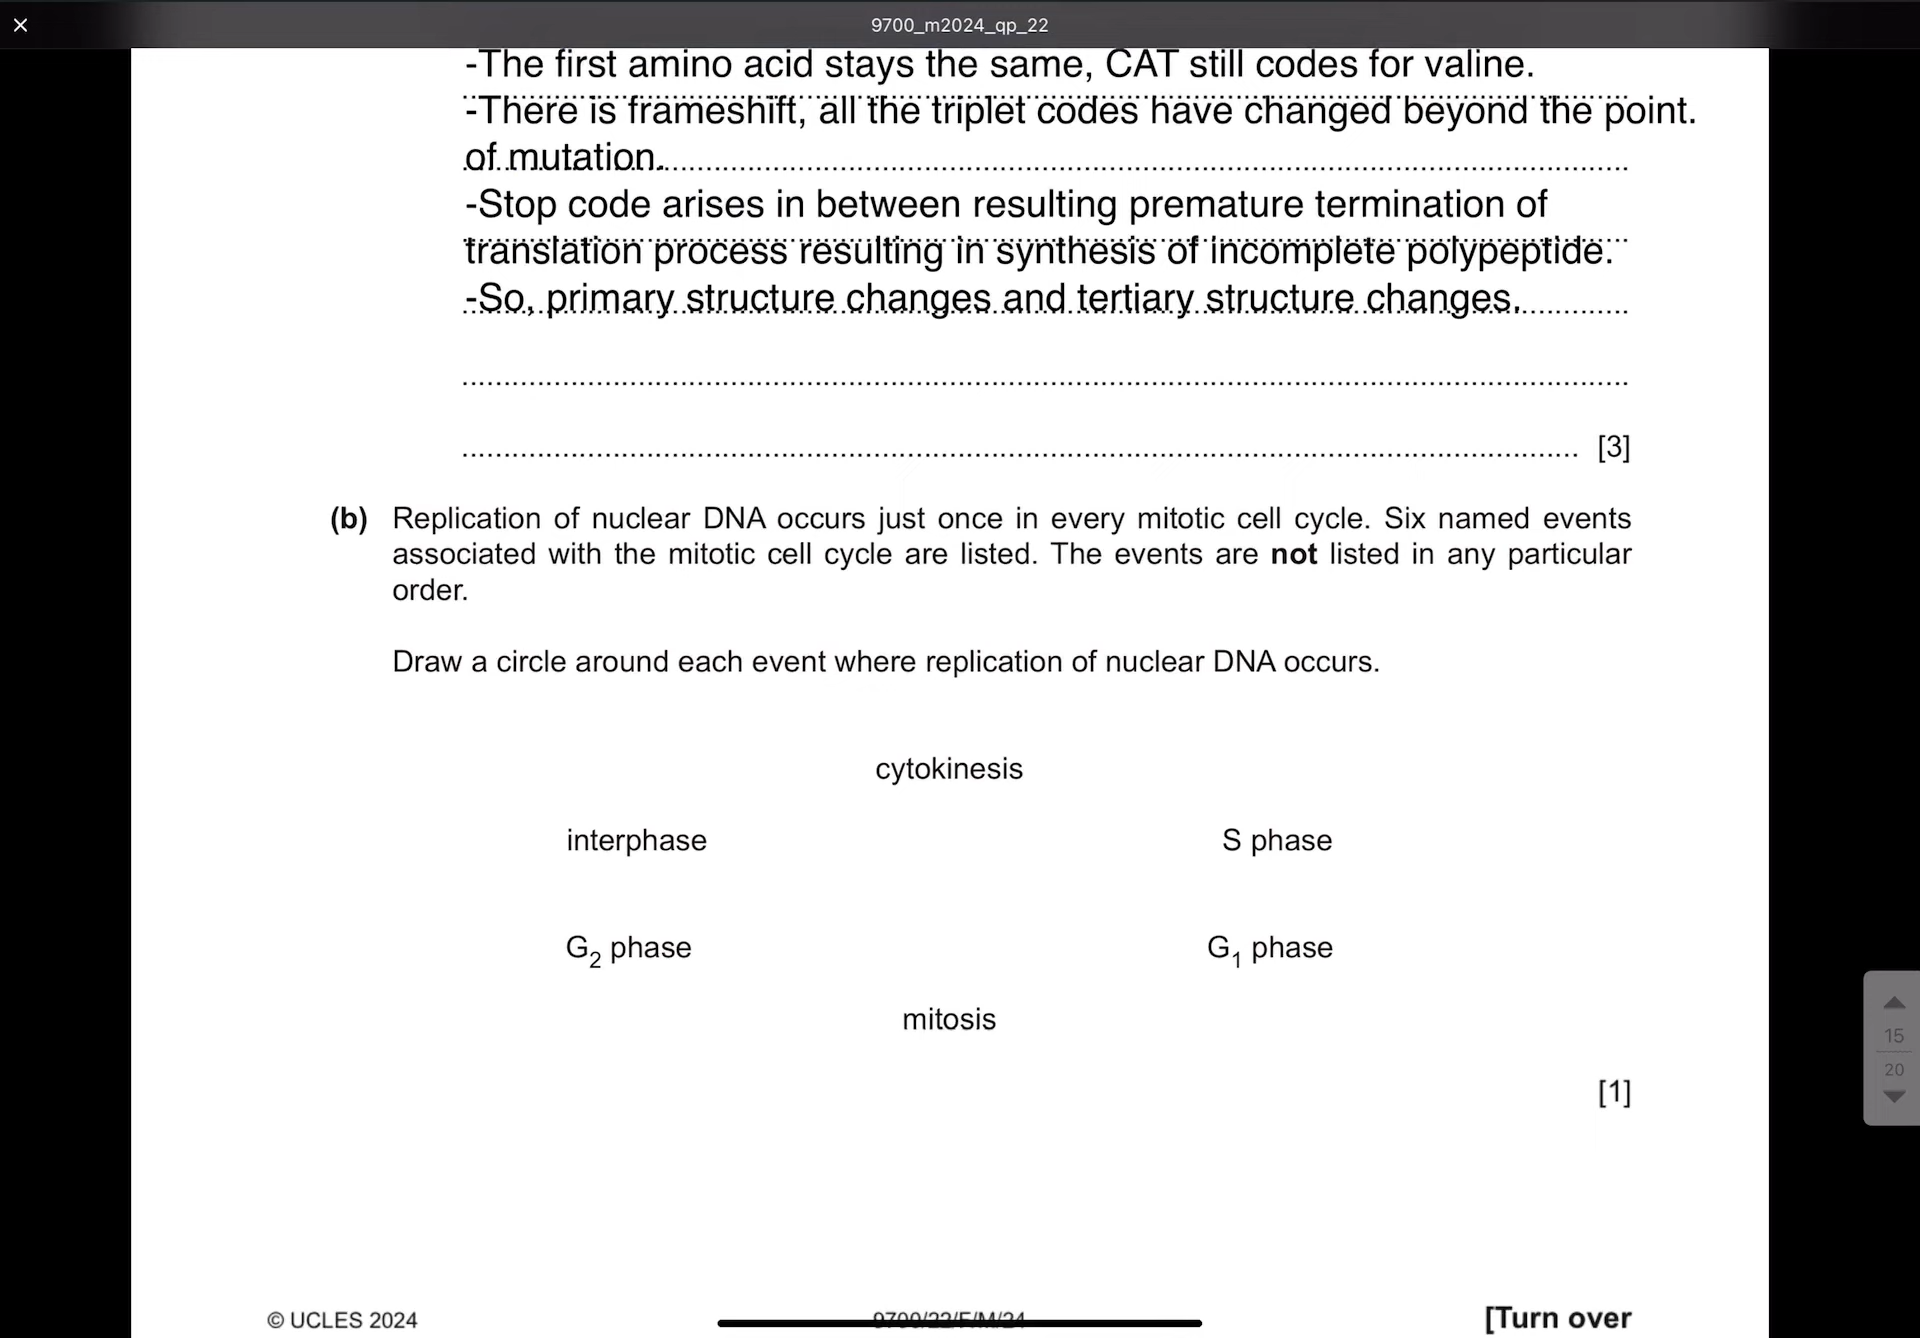 9700_m2024_qp_22
-The first amino acid stays the same, CAT still codes for valine.
-There is frameshift, all the triplet codes have changed beyond the point.
of mutation.
-Stop code arises in between resulting premature termination of
translation process resulting in synthesis of incomplete polypeptide.
-So, primary structure changes and tertiary structure changes.
[3]
(b) Replication of nuclear DNA occurs just once in every mitotic cell cycle. Six named events
associated with the mitotic cell cycle are listed. The events are not listed in any particular
order.
Draw a circle around each event where replication of nuclear DNA occurs.
cytokinesis
interphase S phase
G2 phase G1 phase
mitosis
15
20
[1]
© UCLES 2024 9700/22/F/M/24 [Turn over